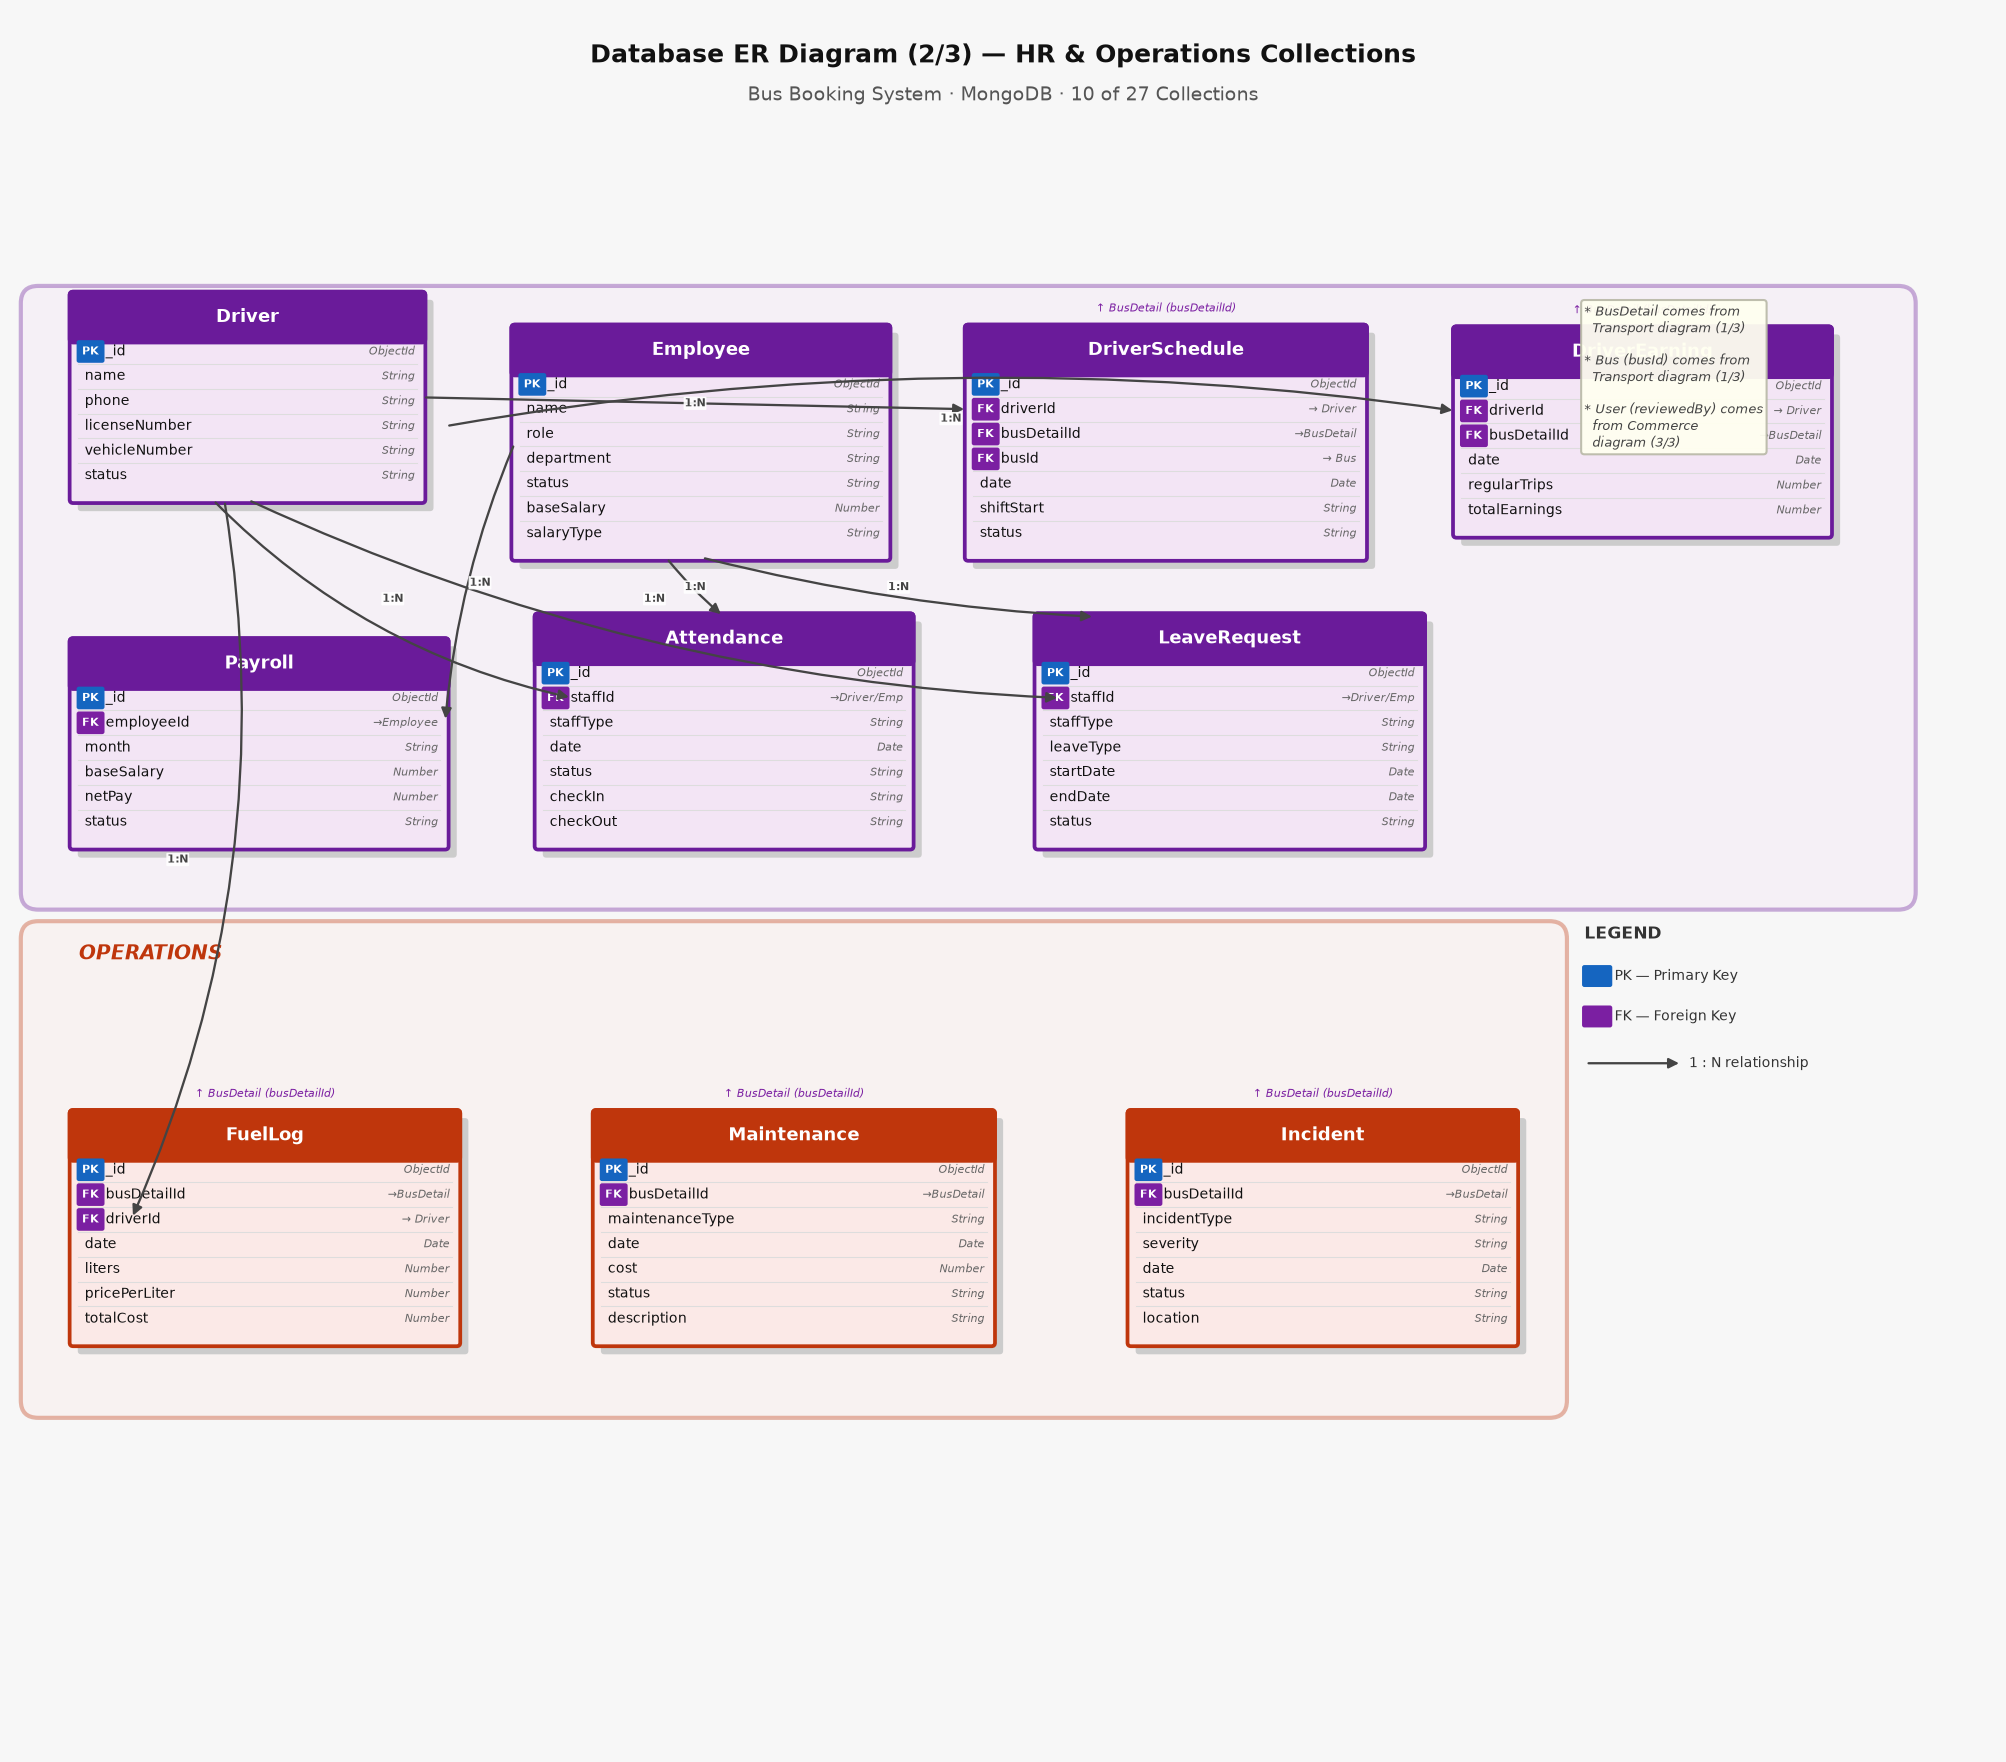 Database ER Diagram (2/3) — HR & Operations Collections
Bus Booking System · MongoDB · 10 of 27 Collections
Driver
PK _id ObjectId
name String
phone String
licenseNumber String
vehicleNumber String
status String
Employee
PK _id ObjectId
name String
role String
department String
status String
baseSalary Number
salaryType String
↑ BusDetail (busDetailId)
DriverSchedule
PK _id ObjectId
FK driverId → Driver
FK busDetailId →BusDetail
FK busId → Bus
date Date
shiftStart String
status String
↑
DriverEarning
PK _id ObjectId
FK driverId → Driver
FK busDetailId BusDetail
date Date
regularTrips Number
totalEarnings Number
* BusDetail comes from
Transport diagram (1/3)
* Bus (busId) comes from
Transport diagram (1/3)
* User (reviewedBy) comes
from Commerce
diagram (3/3)
1:N
1:N
1:N
1:N
1:N
1:N
1:N
Payroll
PK _id ObjectId
FK employeeId →Employee
month String
baseSalary Number
netPay Number
status String
Attendance
PK _id ObjectId
FK staffId →Driver/Emp
staffType String
date Date
status String
checkIn String
checkOut String
LeaveRequest
PK _id ObjectId
FK staffId →Driver/Emp
staffType String
leaveType String
startDate Date
endDate Date
status String
1:N
OPERATIONS
↑ BusDetail (busDetailId)
FuelLog
PK _id ObjectId
FK busDetailId →BusDetail
FK driverId → Driver
date Date
liters Number
pricePerLiter Number
totalCost Number
↑ BusDetail (busDetailId)
Maintenance
PK _id ObjectId
FK busDetailId →BusDetail
maintenanceType String
date Date
cost Number
status String
description String
↑ BusDetail (busDetailId)
Incident
PK _id ObjectId
FK busDetailId →BusDetail
incidentType String
severity String
date Date
status String
location String
LEGEND
PK — Primary Key
FK — Foreign Key
1 : N relationship